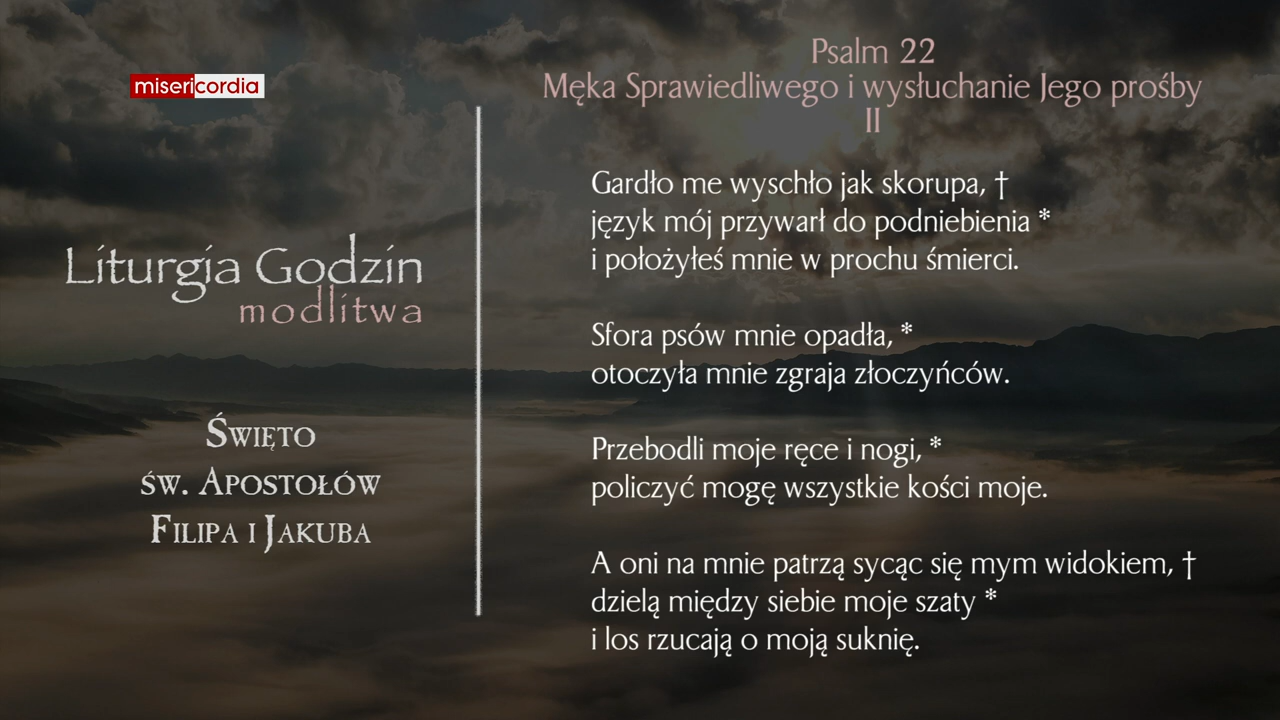 misericordia
Liturgia Godzin
modlitwa
Święto
św. Apostołów
Filipa i Jakuba
Psalm 22
Męka Sprawiedliwego i wysłuchanie Jego prośby
II
Gardło me wyschło jak skorupa, †
język mój przywarł do podniebienia *
i położyłeś mnie w prochu śmierci.
Sfora psów mnie opadła, *
otoczyła mnie zgraja złoczyńców.
Przebodli moje ręce i nogi, *
policzyć mogę wszystkie kości moje.
A oni na mnie patrzą sycąc się mym widokiem, †
dzielą między siebie moje szaty *
i los rzucają o moją suknię.